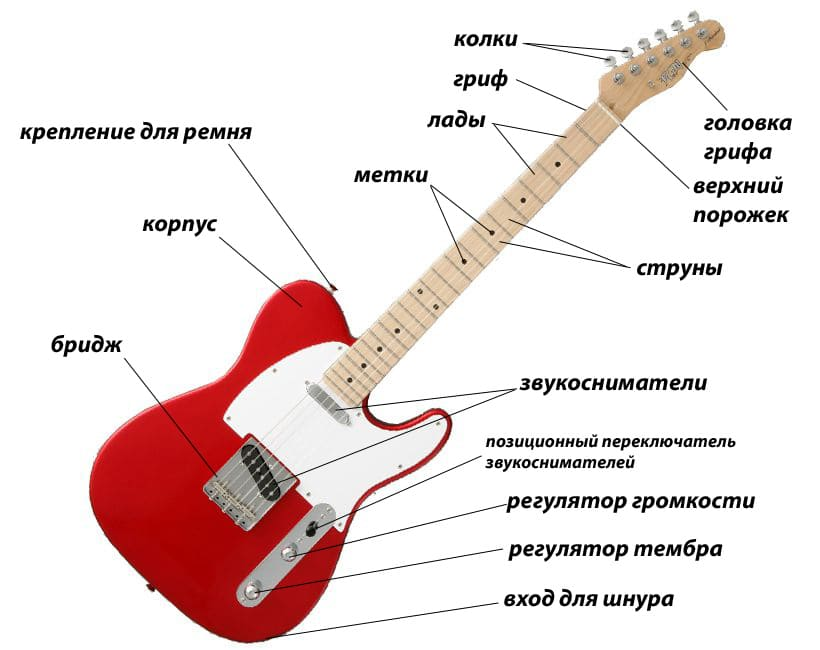 колки
гриф
лады
крепление для ремня
головка
грифа
метки
верхний
порожек
корпус
струны
бридж
звукосниматели
позиционный переключатель
звукоснимателей
регулятор громкости
регулятор тембра
вход для шнура